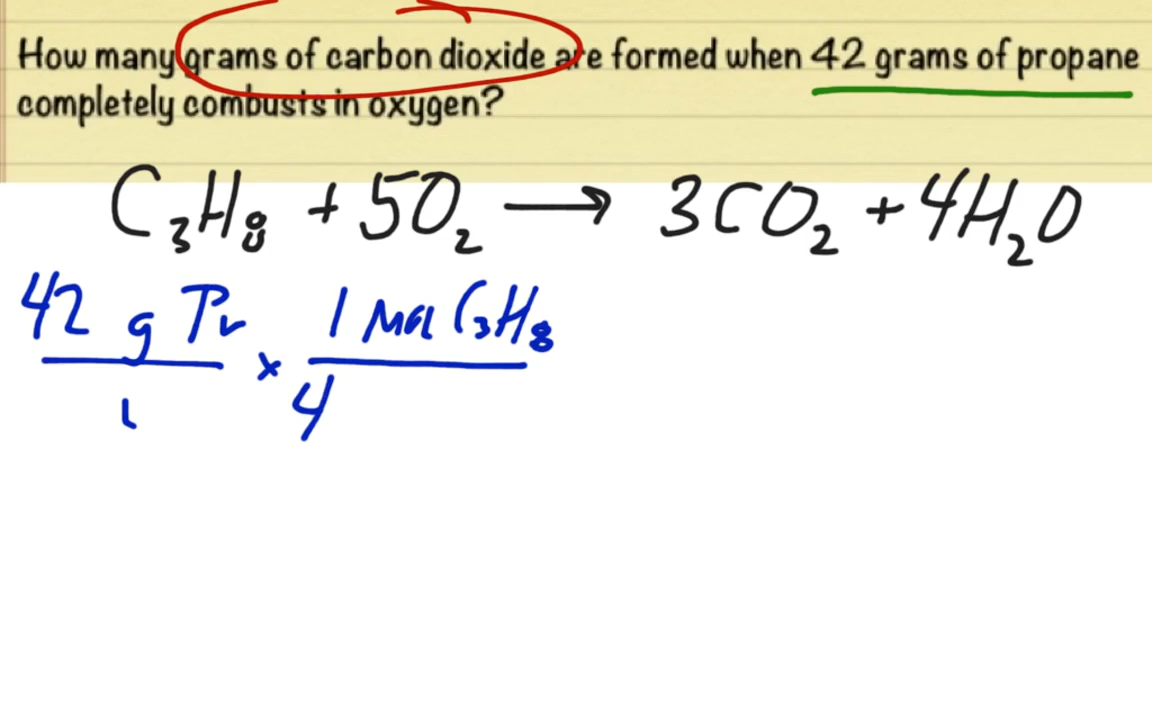 How many grams of carbon dioxide are formed when 42 grams of propane
completely combusts in oxygen?
C₃H₈ + 5O₂ → 3CO₂ + 4H₂O
42 g Pr × 1 mol C₃H₈
1 4